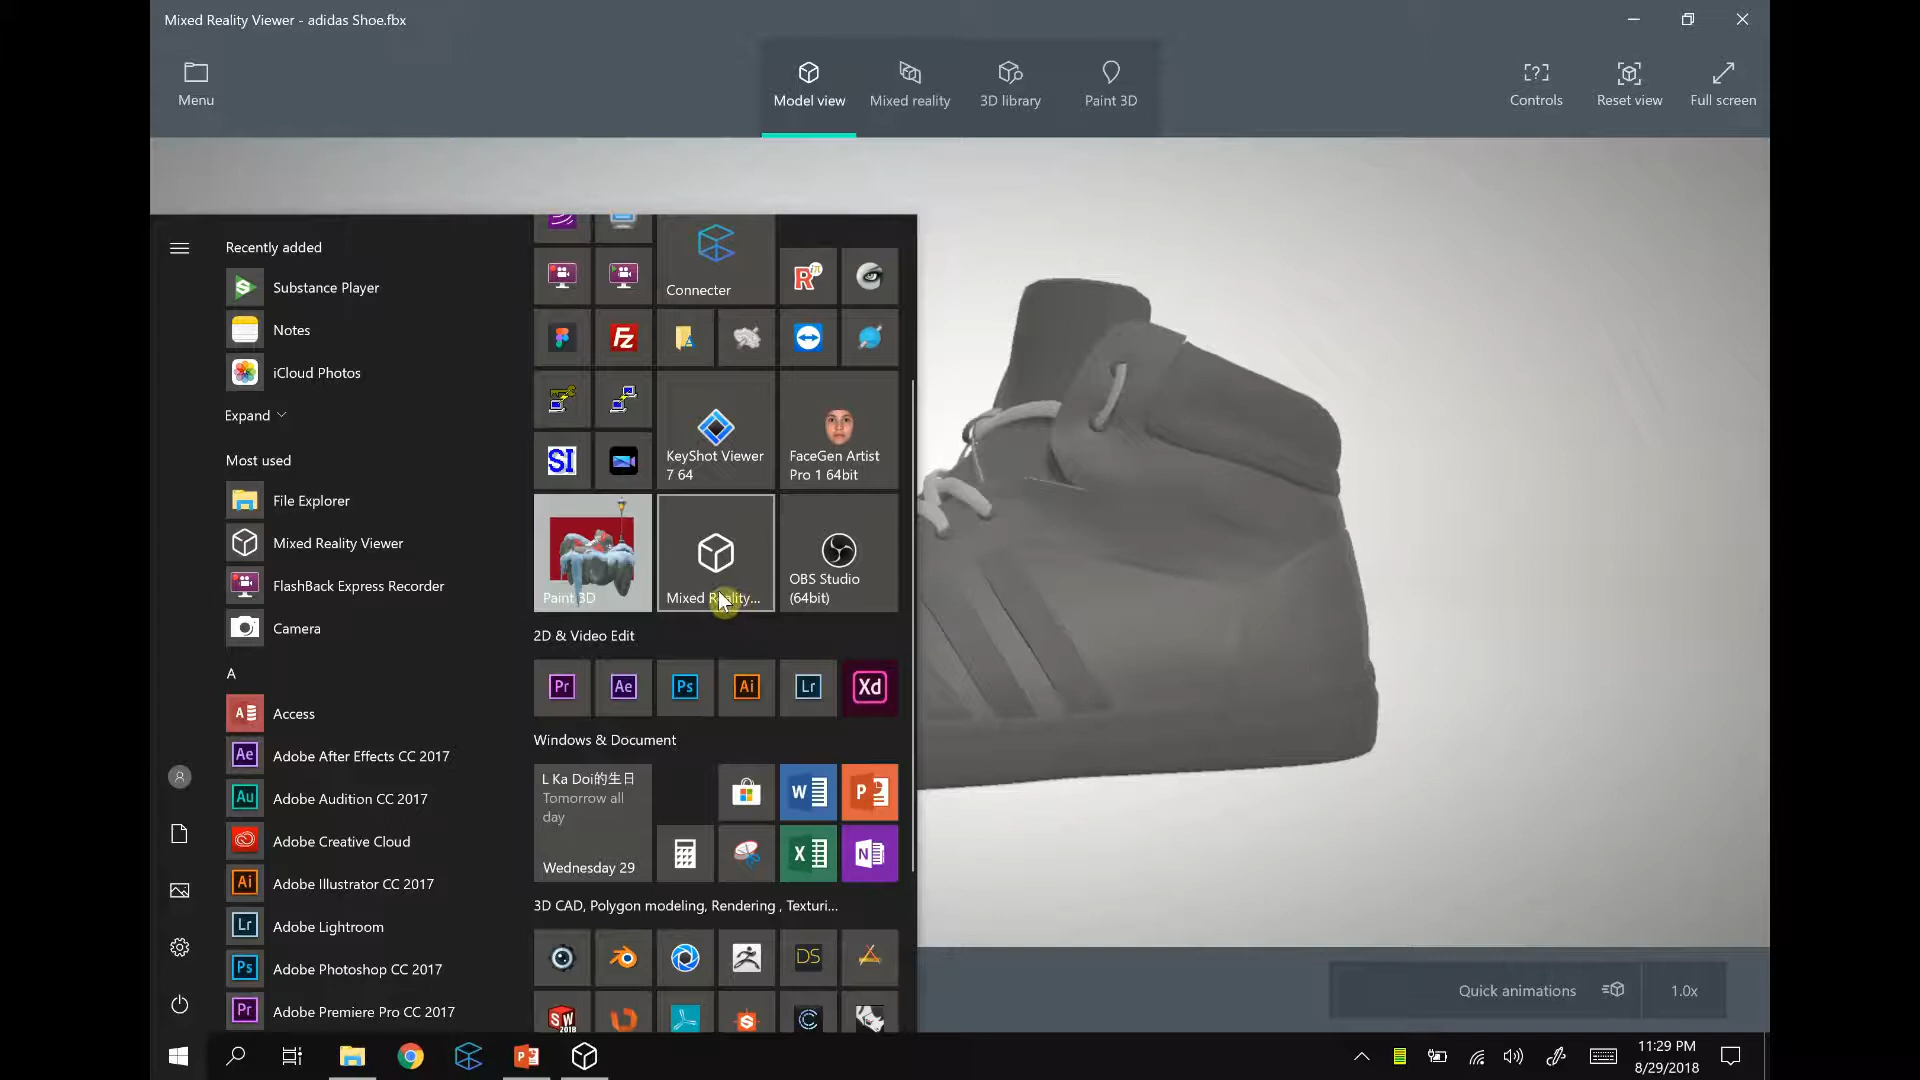 Mixed Reality Viewer - adidas Shoe.fbx
Menu
Model view
Mixed reality
3D library
Paint 3D
Controls
Reset view
Full screen
Recently added
Substance Player
Notes
iCloud Photos
Expand
Most used
File Explorer
Mixed Reality Viewer
FlashBack Express Recorder
Camera
A
Access
Adobe After Effects CC 2017
Adobe Audition CC 2017
Adobe Creative Cloud
Adobe Illustrator CC 2017
Adobe Lightroom
Adobe Photoshop CC 2017
Adobe Premiere Pro CC 2017
Connecter
KeyShot Viewer
7 64
FaceGen Artist
Pro 1 64bit
SI
Paint 3D
Mixed Reality...
OBS Studio
(64bit)
2D & Video Edit
Pr
Ae
Ps
Ai
Lr
Xd
Windows & Document
L Ka Doi的生日
Tomorrow all
day
Wednesday 29
3D CAD, Polygon modeling, Rendering , Texturi...
DS
SW
2018
Quick animations
1.0x
11:29 PM
8/29/2018